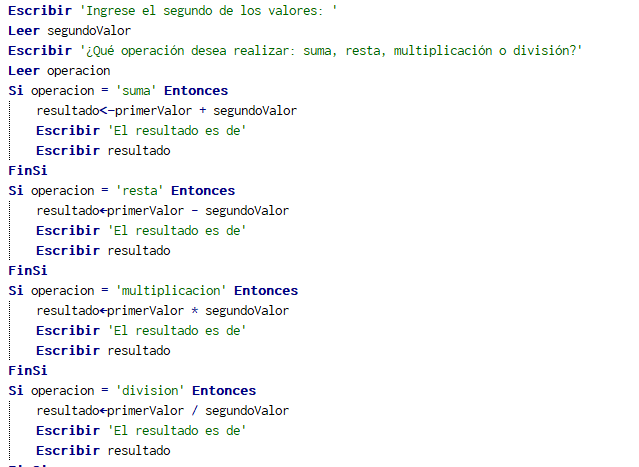 Escribir 'Ingrese el segundo de los valores: '
Leer segundoValor
Escribir '¿Qué operación desea realizar: suma, resta, multiplicación o división?'
Leer operacion
Si operacion = 'suma' Entonces
resultado<-primerValor + segundoValor
Escribir 'El resultado es de'
Escribir resultado
FinSi
Si operacion = 'resta' Entonces
resultado←primerValor - segundoValor
Escribir 'El resultado es de'
Escribir resultado
FinSi
Si operacion = 'multiplicacion' Entonces
resultado←primerValor * segundoValor
Escribir 'El resultado es de'
Escribir resultado
FinSi
Si operacion = 'division' Entonces
resultado←primerValor / segundoValor
Escribir 'El resultado es de'
Escribir resultado